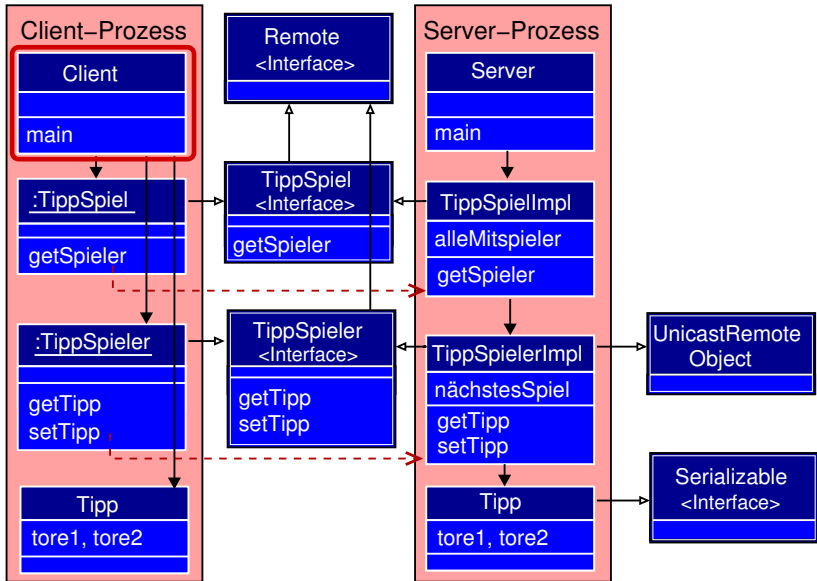 Client–Prozess
Client
main
:TippSpiel
getSpieler
:TippSpieler
getTipp
setTipp
Tipp
tore1, tore2
Remote
<Interface>
TippSpiel
<Interface>
getSpieler
TippSpieler
<Interface>
getTipp
setTipp
Server–Prozess
Server
main
TippSpielImpl
alleMitspieler
getSpieler
TippSpielerImpl
nächstesSpiel
getTipp
setTipp
Tipp
tore1, tore2
UnicastRemote
Object
Serializable
<Interface>